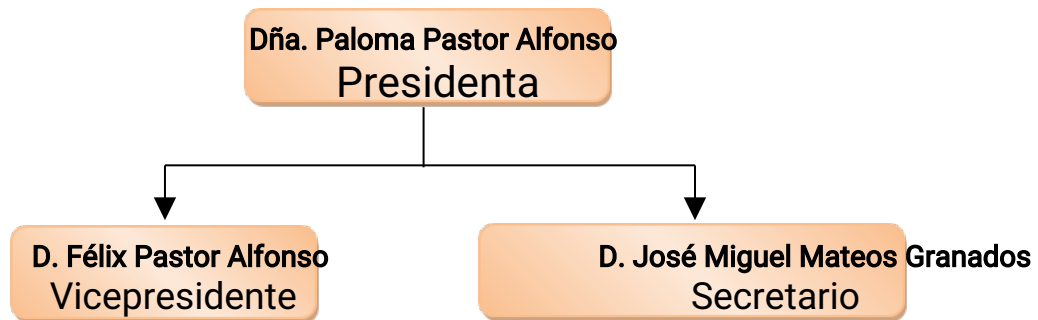 Dña. Paloma Pastor Alfonso
Presidenta
D. Félix Pastor Alfonso
Vicepresidente
D. José Miguel Mateos Granados
Secretario